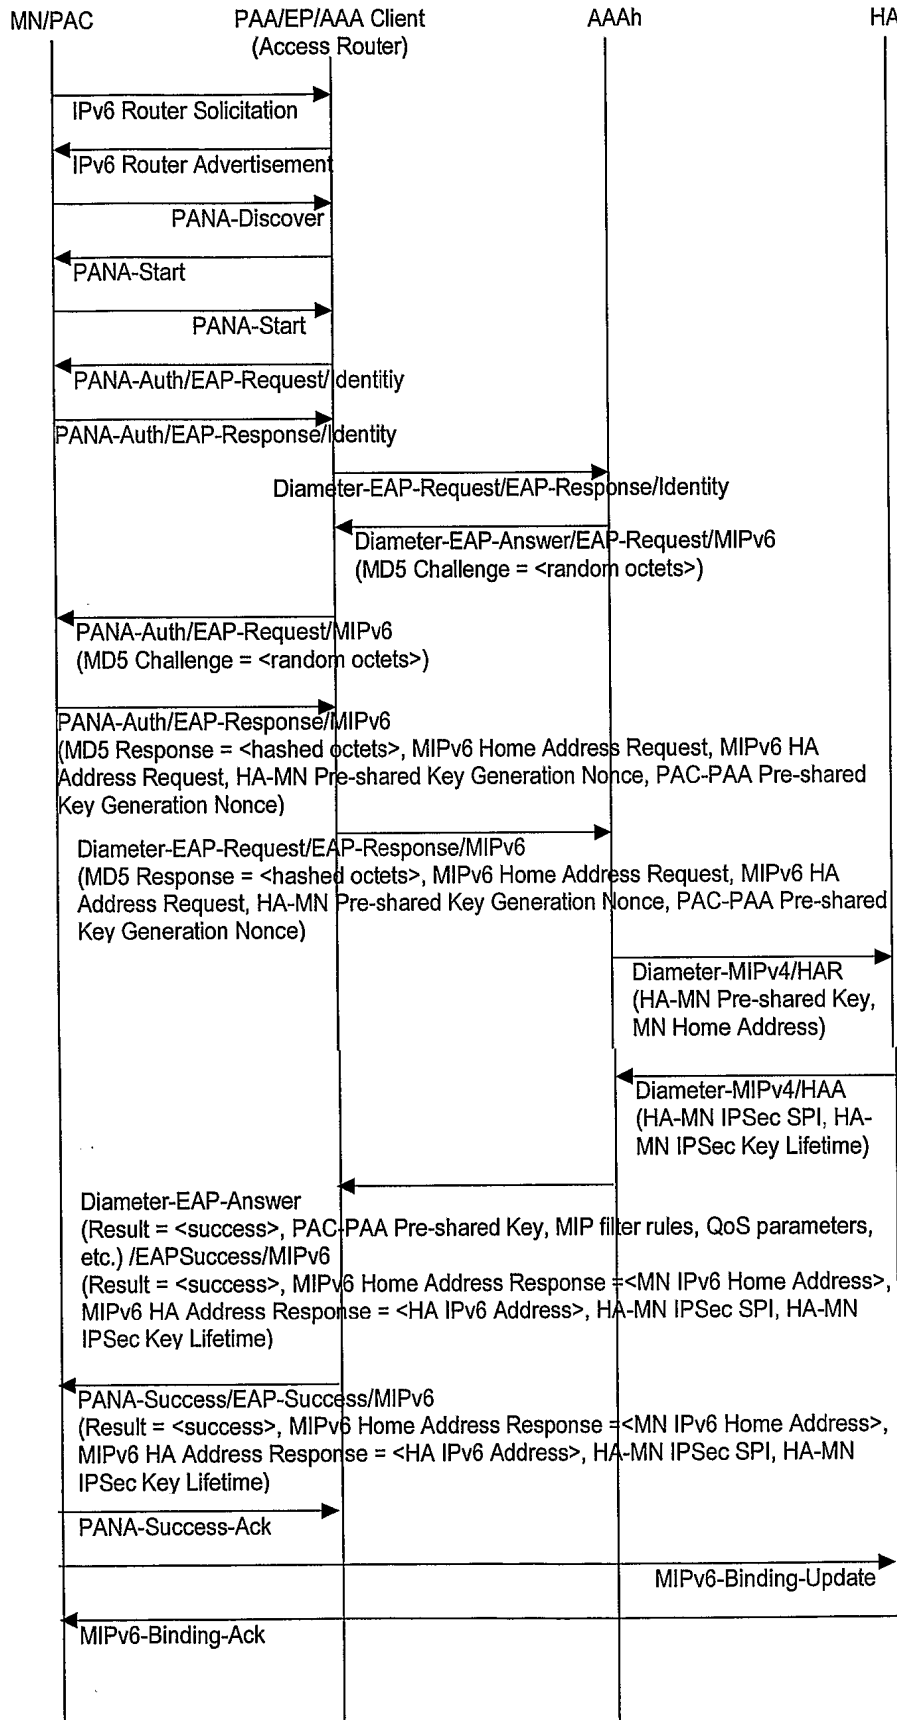 MN/PAC
PAA/EP/AAA Client
(Access Router)
AAAh
HA
IPv6 Router Solicitation
IPv6 Router Advertisement
PANA-Discover
PANA-Start
PANA-Start
PANA-Auth/EAP-Request/Identitiy
PANA-Auth/EAP-Response/Identity
Diameter-EAP-Request/EAP-Response/Identity
Diameter-EAP-Answer/EAP-Request/MIPv6
(MD5 Challenge = <random octets>)
PANA-Auth/EAP-Request/MIPv6
(MD5 Challenge = <random octets>)
PANA-Auth/EAP-Response/MIPv6
(MD5 Response = <hashed octets>, MIPv6 Home Address Request, MIPv6 HA
Address Request, HA-MN Pre-shared Key Generation Nonce, PAC-PAA Pre-shared
Key Generation Nonce)
Diameter-EAP-Request/EAP-Response/MIPv6
(MD5 Response = <hashed octets>, MIPv6 Home Address Request, MIPv6 HA
Address Request, HA-MN Pre-shared Key Generation Nonce, PAC-PAA Pre-shared
Key Generation Nonce)
Diameter-MIPv4/HAR
(HA-MN Pre-shared Key,
MN Home Address)
Diameter-MIPv4/HAA
(HA-MN IPSec SPI, HA-
MN IPSec Key Lifetime)
Diameter-EAP-Answer
(Result = <success>, PAC-PAA Pre-shared Key, MIP filter rules, QoS parameters,
etc.) /EAPSuccess/MIPv6
(Result = <success>, MIPv6 Home Address Response =<MN IPv6 Home Address>,
MIPv6 HA Address Response = <HA IPv6 Address>, HA-MN IPSec SPI, HA-MN
IPSec Key Lifetime)
PANA-Success/EAP-Success/MIPv6
(Result = <success>, MIPv6 Home Address Response =<MN IPv6 Home Address>,
MIPv6 HA Address Response = <HA IPv6 Address>, HA-MN IPSec SPI, HA-MN
IPSec Key Lifetime)
PANA-Success-Ack
MIPv6-Binding-Update
MIPv6-Binding-Ack